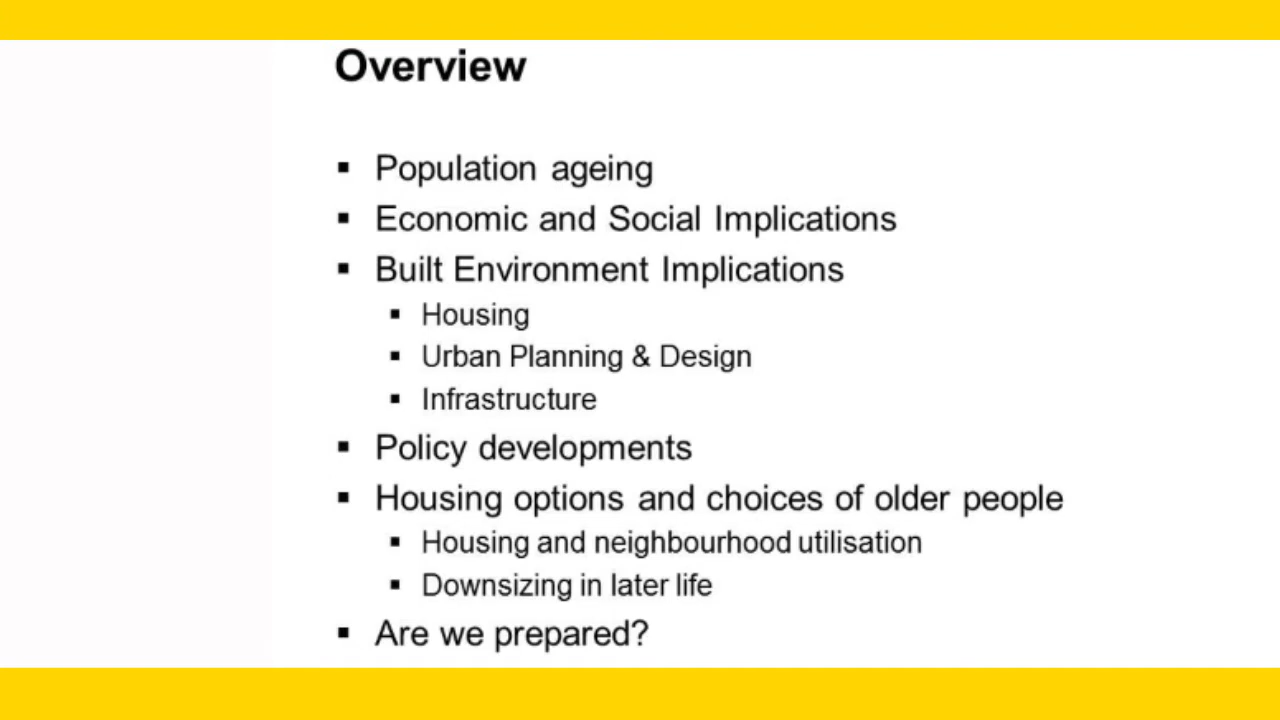 Overview
▪ Population ageing
▪ Economic and Social Implications
▪ Built Environment Implications
▪ Housing
▪ Urban Planning & Design
▪ Infrastructure
▪ Policy developments
▪ Housing options and choices of older people
▪ Housing and neighbourhood utilisation
▪ Downsizing in later life
▪ Are we prepared?